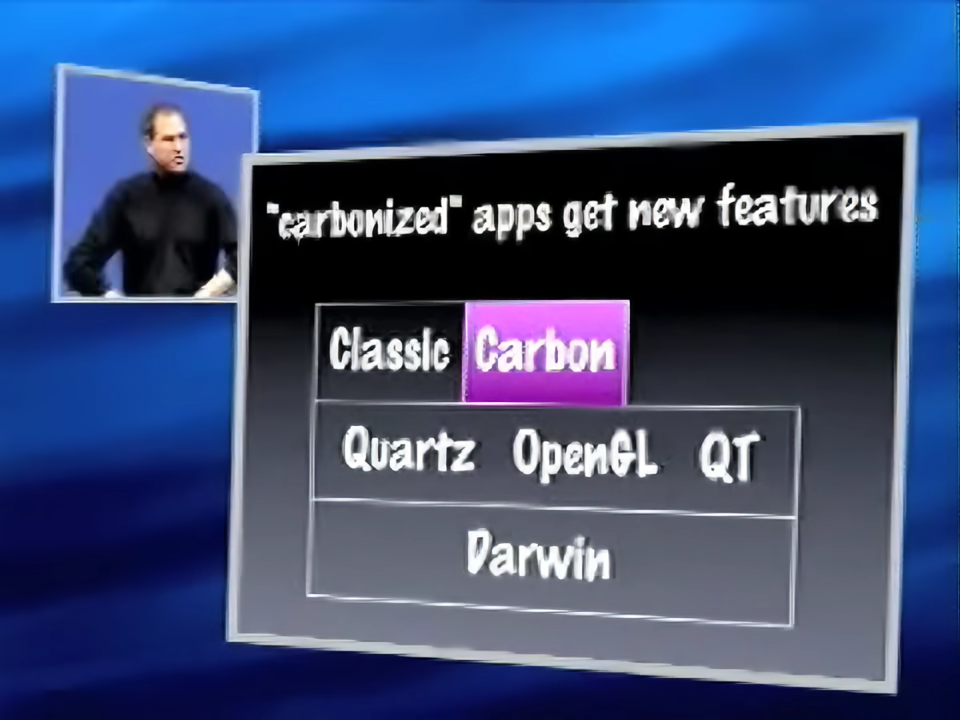 "carbonized" apps get new features
Classic Carbon
Quartz OpenGL QT
Darwin